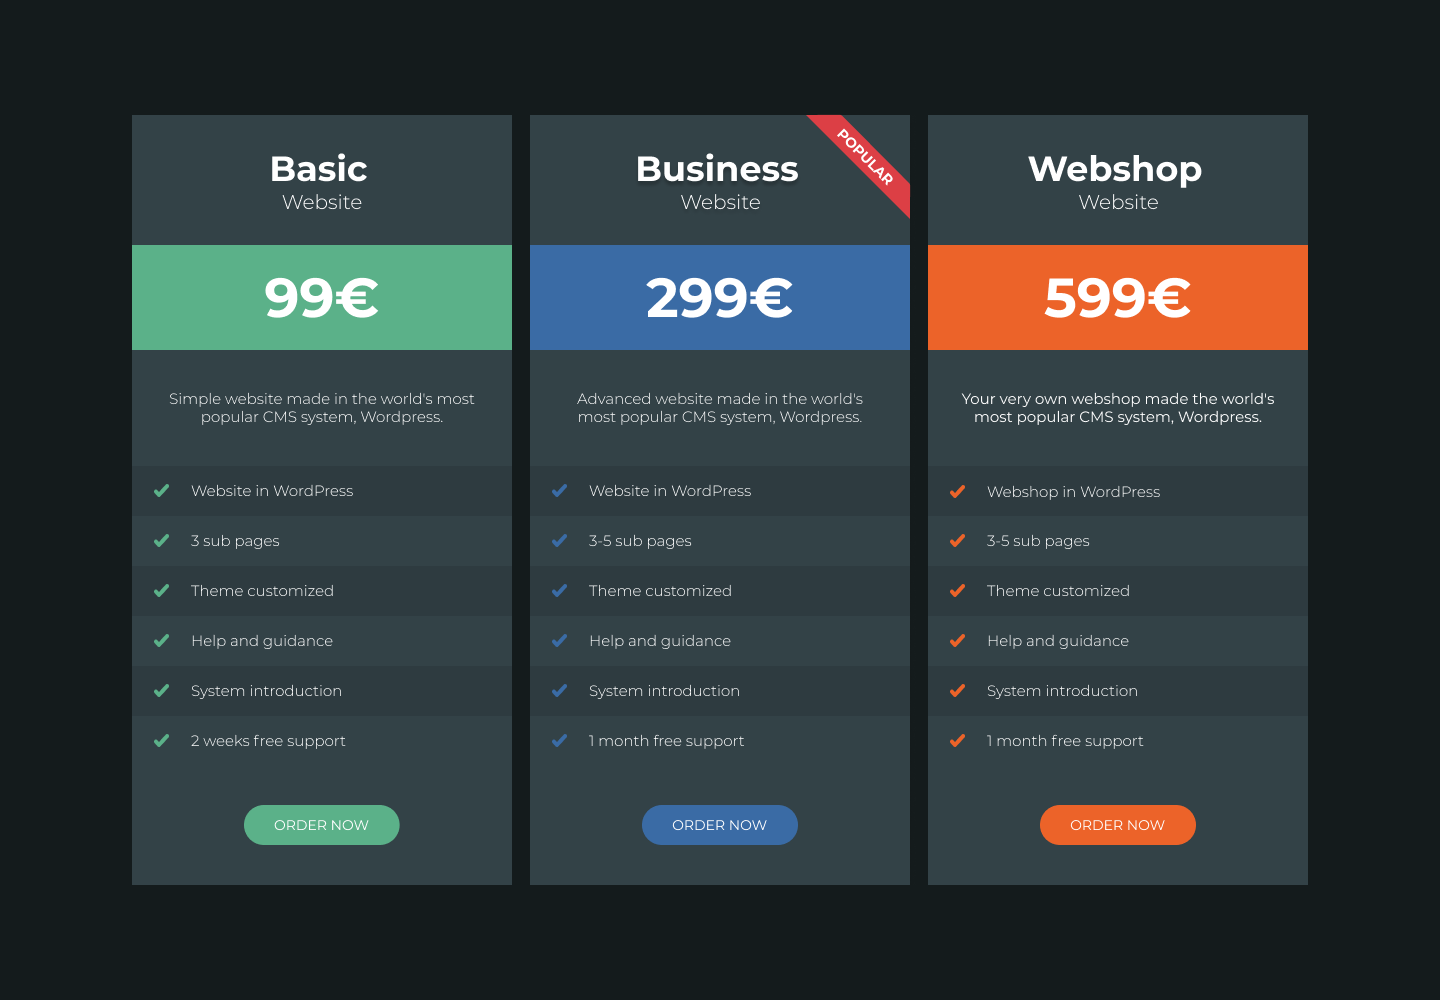 Basic
Website
99€
Simple website made in the world's most
popular CMS system, Wordpress.
Website in WordPress
3 sub pages
Theme customized
Help and guidance
System introduction
2 weeks free support
ORDER NOW
POPULAR
Business
Website
299€
Advanced website made in the world's
most popular CMS system, Wordpress.
Website in WordPress
3-5 sub pages
Theme customized
Help and guidance
System introduction
1 month free support
ORDER NOW
Webshop
Website
599€
Your very own webshop made the world's
most popular CMS system, Wordpress.
Webshop in WordPress
3-5 sub pages
Theme customized
Help and guidance
System introduction
1 month free support
ORDER NOW